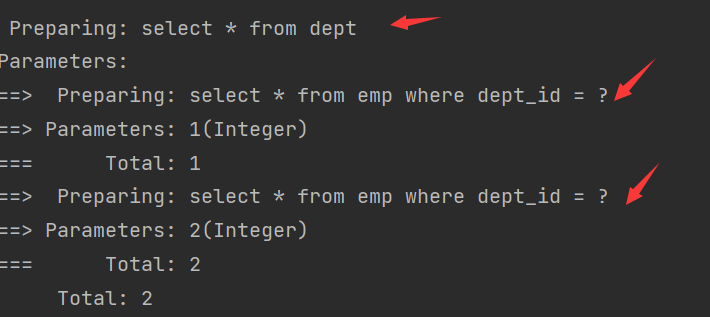 Preparing: select * from dept
Parameters:
==>  Preparing: select * from emp where dept_id = ?
==> Parameters: 1(Integer)
===      Total: 1
==>  Preparing: select * from emp where dept_id = ?
==> Parameters: 2(Integer)
===      Total: 2
Total: 2